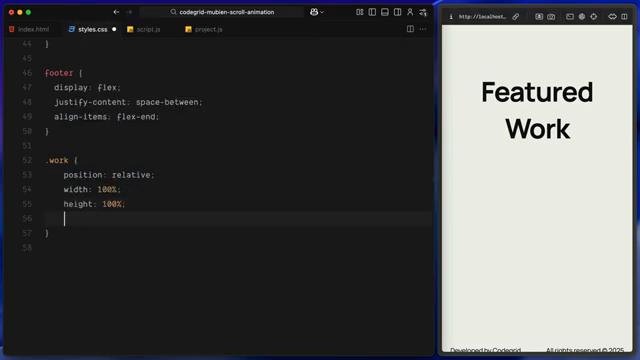 codegrid-mubien-scroll-animation
index.html
styles.css
script.js
project.js
44 }
45
46 footer {
47 display: flex;
48 justify-content: space-between;
49 align-items: flex-end;
50 }
51
52 .work {
53 position: relative;
54 width: 100%;
55 height: 100%;
56
57 }
58
http://localhost...
Featured
Work
Developed by Codegrid
All rights reserved © 2025